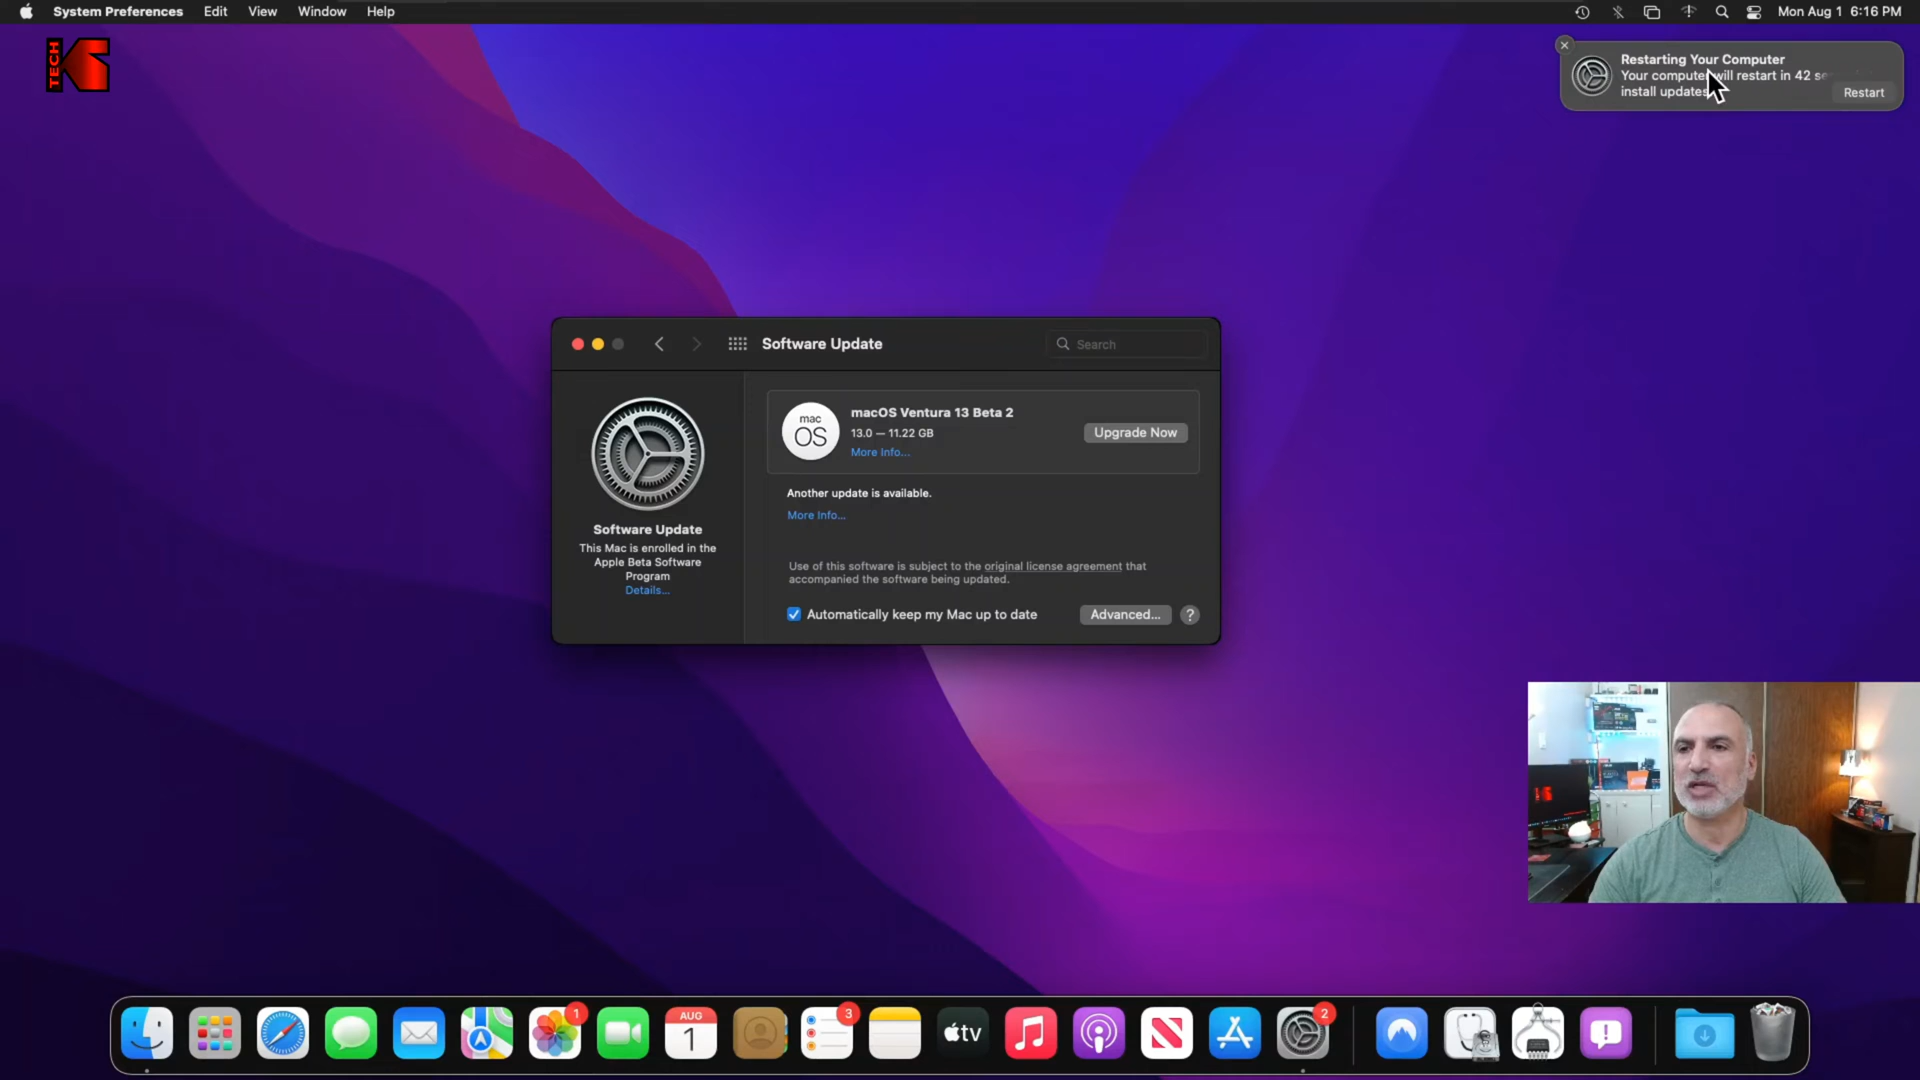 System Preferences Edit View Window Help
Mon Aug 1 6:16 PM
TECH
KS
Restarting Your Computer
Your computer will restart in 42 se
install updates
Restart
Software Update
Search
mac
OS
macOS Ventura 13 Beta 2
13.0 — 11.22 GB
More Info...
Upgrade Now
Another update is available.
More Info...
Software Update
This Mac is enrolled in the
Apple Beta Software
Program
Details...
Use of this software is subject to the original license agreement that
accompanied the software being updated.
Automatically keep my Mac up to date
Advanced...
?
1
AUG
1
3
tv
2